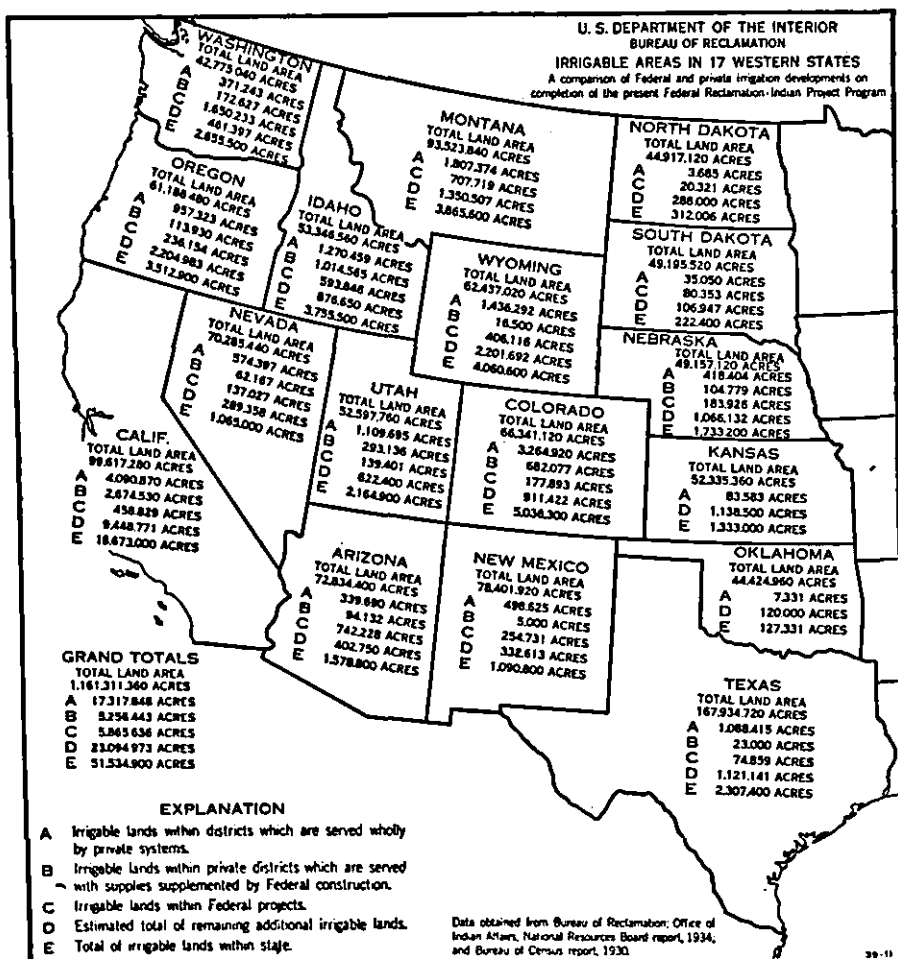 U. S. DEPARTMENT OF THE INTERIOR
BUREAU OF RECLAMATION
IRRIGABLE AREAS IN 17 WESTERN STATES
A comparison of Federal and private irrigation developments on
completion of the present Federal Reclamation-Indian Project Program
WASHINGTON
TOTAL LAND AREA
42,775,040 ACRES
A 371,243 ACRES
B 172,627 ACRES
C 1,650,233 ACRES
D 461,397 ACRES
E 2,655,500 ACRES
OREGON
TOTAL LAND AREA
61,188,480 ACRES
A 957,323 ACRES
B 113,930 ACRES
C 236,154 ACRES
D 2,204,983 ACRES
E 3,512,900 ACRES
IDAHO
TOTAL LAND AREA
53,346,560 ACRES
A 1,270,459 ACRES
B 1,014,565 ACRES
C 593,848 ACRES
D 876,650 ACRES
E 3,755,500 ACRES
MONTANA
TOTAL LAND AREA
93,523,840 ACRES
A 1,807,374 ACRES
C 707,719 ACRES
D 1,350,507 ACRES
E 3,865,600 ACRES
NORTH DAKOTA
TOTAL LAND AREA
44,917,120 ACRES
A 3,685 ACRES
C 20,321 ACRES
D 288,000 ACRES
E 312,006 ACRES
SOUTH DAKOTA
TOTAL LAND AREA
49,195,520 ACRES
A 35,050 ACRES
C 80,353 ACRES
D 106,947 ACRES
E 222,400 ACRES
WYOMING
TOTAL LAND AREA
62,437,020 ACRES
A 1,436,292 ACRES
B 16,500 ACRES
C 406,116 ACRES
D 2,201,692 ACRES
E 4,060,600 ACRES
NEBRASKA
TOTAL LAND AREA
49,157,120 ACRES
A 418,404 ACRES
B 104,779 ACRES
C 183,926 ACRES
D 1,066,132 ACRES
E 1,733,200 ACRES
NEVADA
TOTAL LAND AREA
70,285,440 ACRES
A 574,397 ACRES
B 62,167 ACRES
C 137,027 ACRES
D 289,358 ACRES
E 1,065,000 ACRES
UTAH
TOTAL LAND AREA
52,597,760 ACRES
A 1,109,695 ACRES
B 293,136 ACRES
C 139,401 ACRES
D 622,400 ACRES
E 2,164,900 ACRES
COLORADO
TOTAL LAND AREA
66,341,120 ACRES
A 3,264,920 ACRES
B 682,077 ACRES
C 177,893 ACRES
D 911,422 ACRES
E 5,036,300 ACRES
KANSAS
TOTAL LAND AREA
52,335,360 ACRES
A 83,583 ACRES
D 1,138,500 ACRES
E 1,333,000 ACRES
CALIF.
TOTAL LAND AREA
99,617,280 ACRES
A 4,090,870 ACRES
B 2,674,530 ACRES
C 458,829 ACRES
D 9,448,771 ACRES
E 16,673,000 ACRES
ARIZONA
TOTAL LAND AREA
72,834,400 ACRES
A 339,690 ACRES
B 94,132 ACRES
C 742,228 ACRES
D 402,750 ACRES
E 1,578,800 ACRES
NEW MEXICO
TOTAL LAND AREA
78,401,920 ACRES
A 498,625 ACRES
B 5,000 ACRES
C 254,731 ACRES
D 332,613 ACRES
E 1,090,800 ACRES
OKLAHOMA
TOTAL LAND AREA
44,424,960 ACRES
A 7,331 ACRES
D 120,000 ACRES
E 127,331 ACRES
TEXAS
TOTAL LAND AREA
167,934,720 ACRES
A 1,088,415 ACRES
B 23,000 ACRES
C 74,859 ACRES
D 1,121,141 ACRES
E 2,307,400 ACRES
GRAND TOTALS
TOTAL LAND AREA
1,161,311,360 ACRES
A 17,317,848 ACRES
B 5,256,443 ACRES
C 5,865,636 ACRES
D 23,094,973 ACRES
E 51,534,900 ACRES
EXPLANATION
A Irrigable lands within districts which are served wholly
by private systems.
B Irrigable lands within private districts which are served
with supplies supplemented by Federal construction.
C Irrigable lands within Federal projects.
D Estimated total of remaining additional irrigable lands.
E Total of irrigable lands within state.
Data obtained from Bureau of Reclamation; Office of
Indian Affairs, National Resources Board report, 1934;
and Bureau of Census report, 1930.
39-11